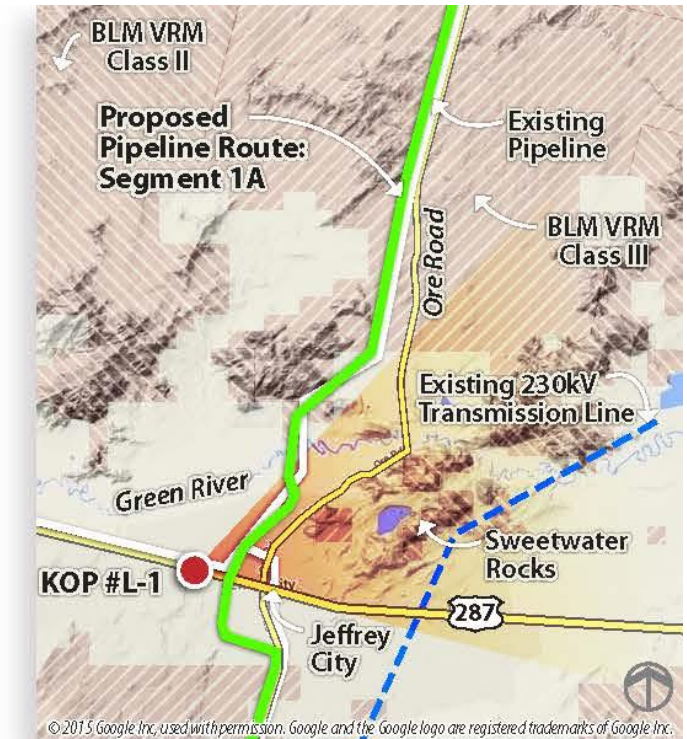 BLM VRM
Class II
Proposed
Pipeline Route:
Segment 1A
Existing
Pipeline
BLM VRM
Class III
Ore Road
Existing 230kV
Transmission Line
Green River
Sweetwater
Rocks
KOP #L-1
287
Jeffrey
City
© 2015 Google Inc, used with permission. Google and the Google logo are registered trademarks of Google Inc.